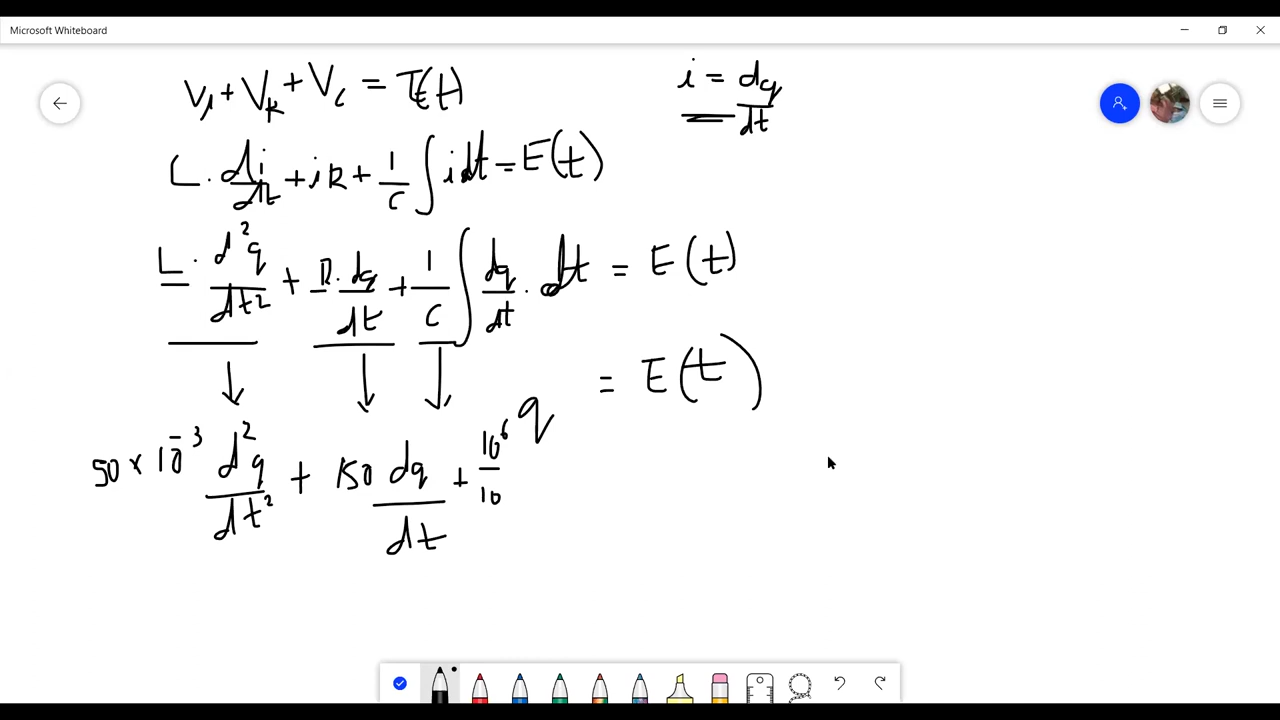 Microsoft Whiteboard
V_L + V_R + V_C = E(t)
i = dq/dt
L · di/dt + iR + 1/C ∫ i dt = E(t)
L · d²q/dt² + R · dq/dt + 1/C ∫ dq/dt · dt = E(t)
= E(t)
50 × 10⁻³ d²q/dt² + 150 dq/dt + 10⁶/10 q